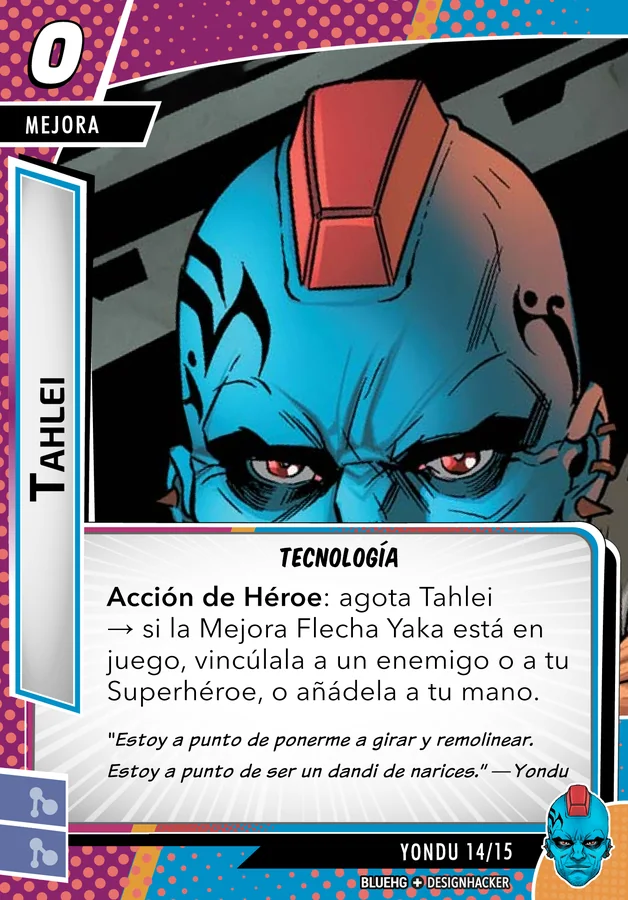 0
MEJORA
TAHLEI
TECNOLOGÍA
Acción de Héroe: agota Tahlei
→ si la Mejora Flecha Yaka está en
juego, vincúlala a un enemigo o a tu
Superhéroe, o añádela a tu mano.
"Estoy a punto de ponerme a girar y remolinear.
Estoy a punto de ser un dandi de narices." —Yondu
YONDU 14/15
BLUEHG + DESIGNHACKER